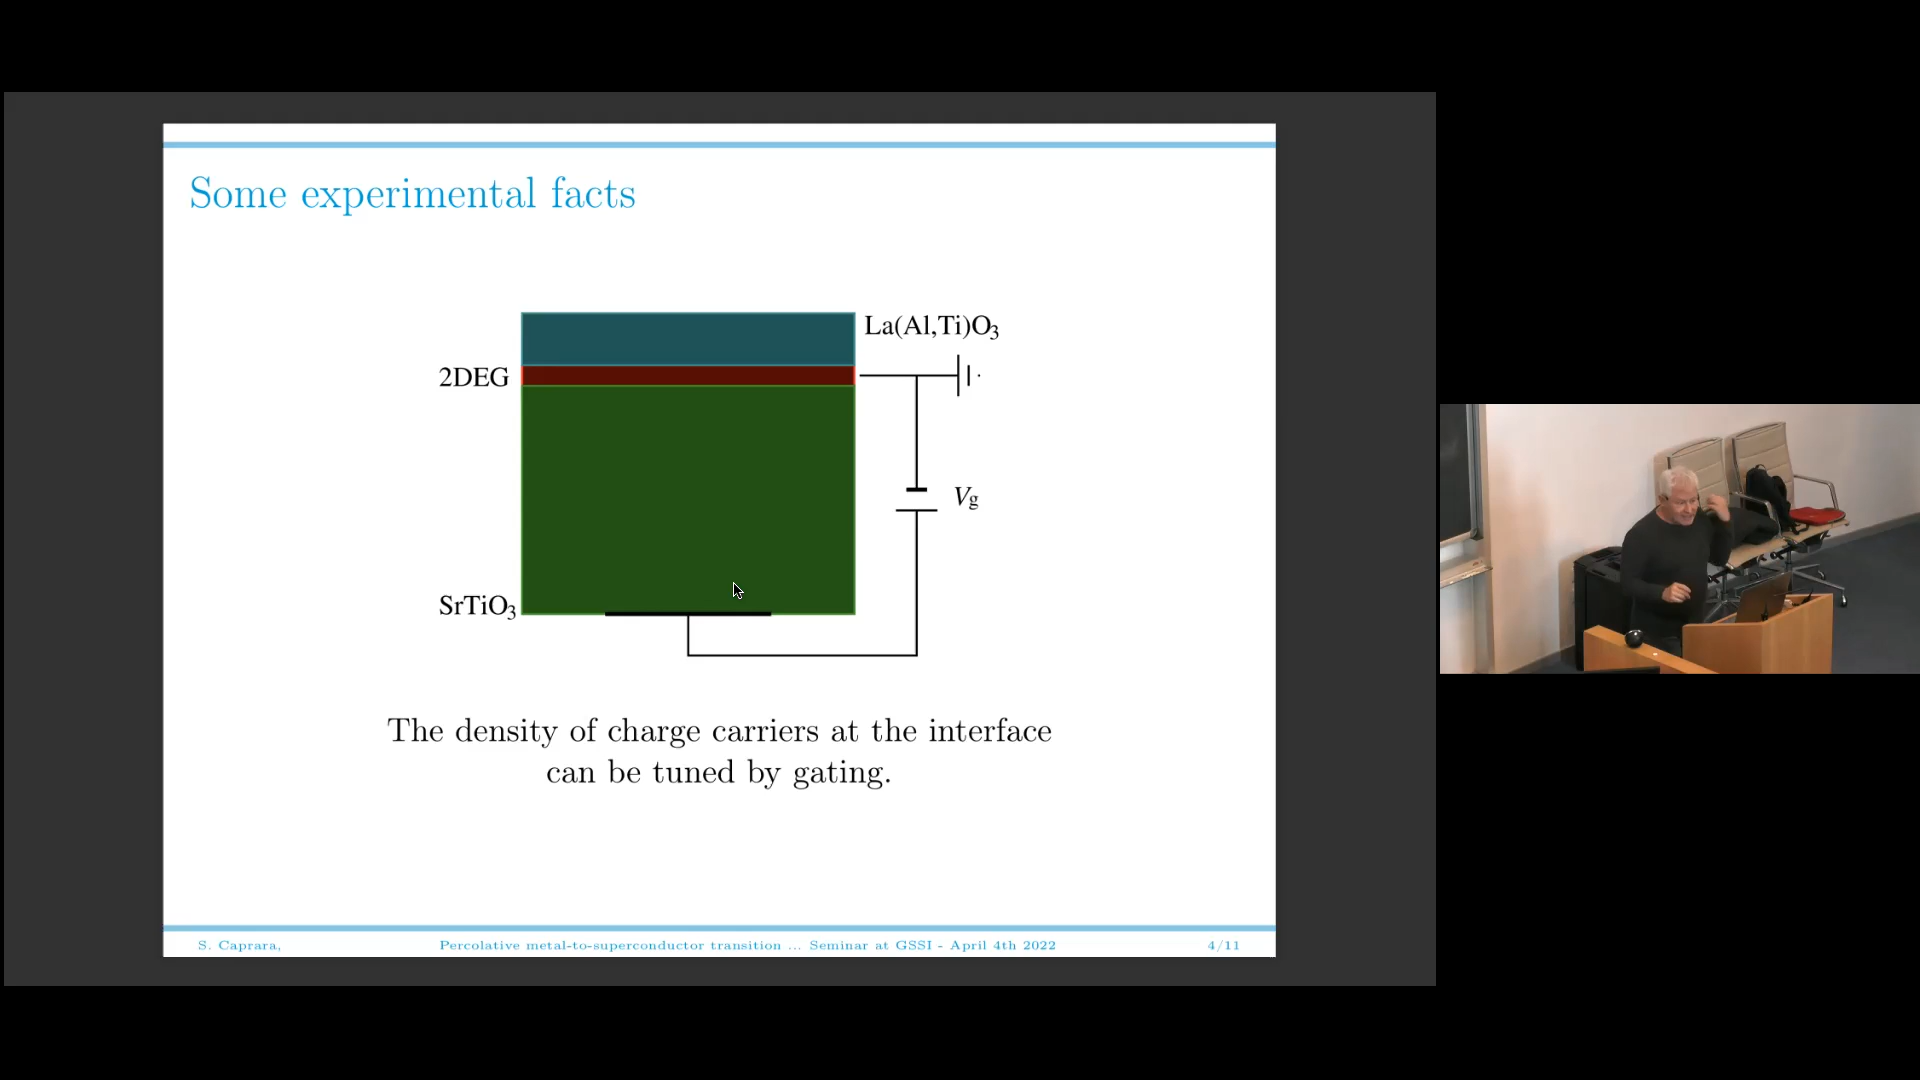 Some experimental facts
La(Al,Ti)O₃
2DEG
Vg
SrTiO₃
The density of charge carriers at the interface
can be tuned by gating.
S. Caprara, Percolative metal-to-superconductor transition ... Seminar at GSSI - April 4th 2022 4/11